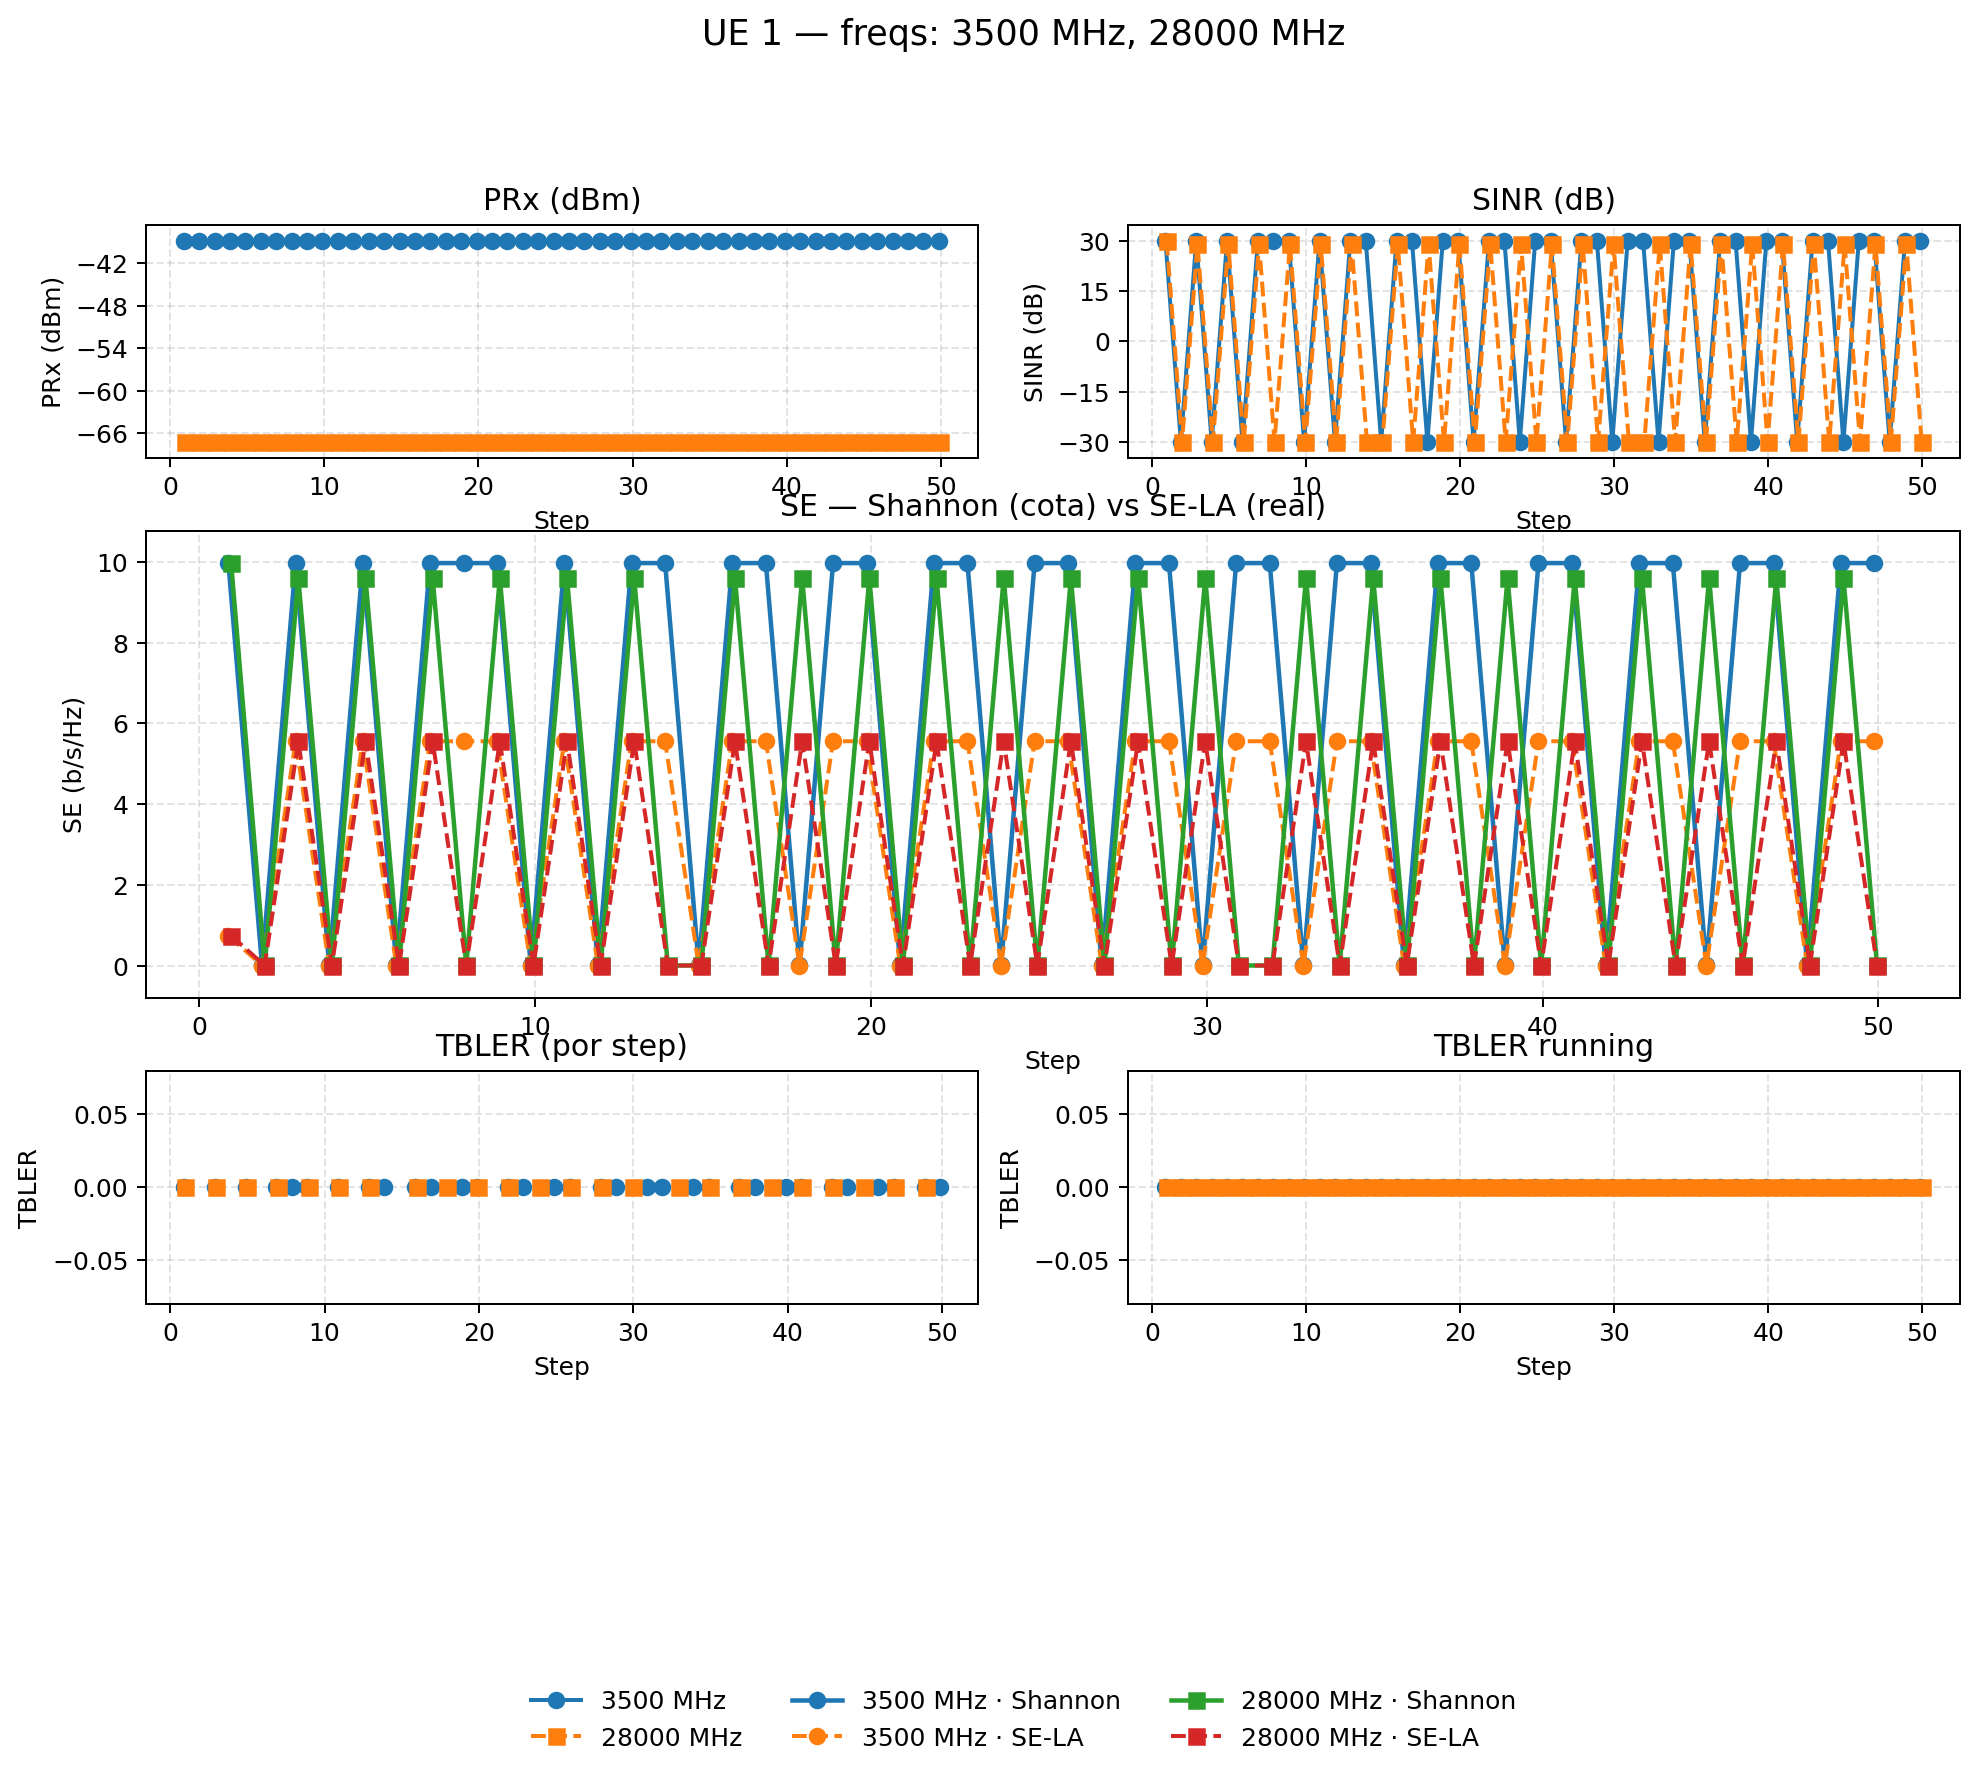 UE 1 — freqs: 3500 MHz, 28000 MHz
PRx (dBm)
PRx (dBm)
−42
−48
−54
−60
−66
0 10 20 30 40 50
Step
SINR (dB)
SINR (dB)
30
15
0
−15
−30
0 10 20 30 40 50
Step
SE — Shannon (cota) vs SE-LA (real)
SE (b/s/Hz)
10
8
6
4
2
0
0 10 20 30 40 50
Step
TBLER (por step)
TBLER
0.05
0.00
−0.05
0 10 20 30 40 50
Step
TBLER running
TBLER
0.05
0.00
−0.05
0 10 20 30 40 50
Step
3500 MHz
28000 MHz
3500 MHz · Shannon
3500 MHz · SE-LA
28000 MHz · Shannon
28000 MHz · SE-LA